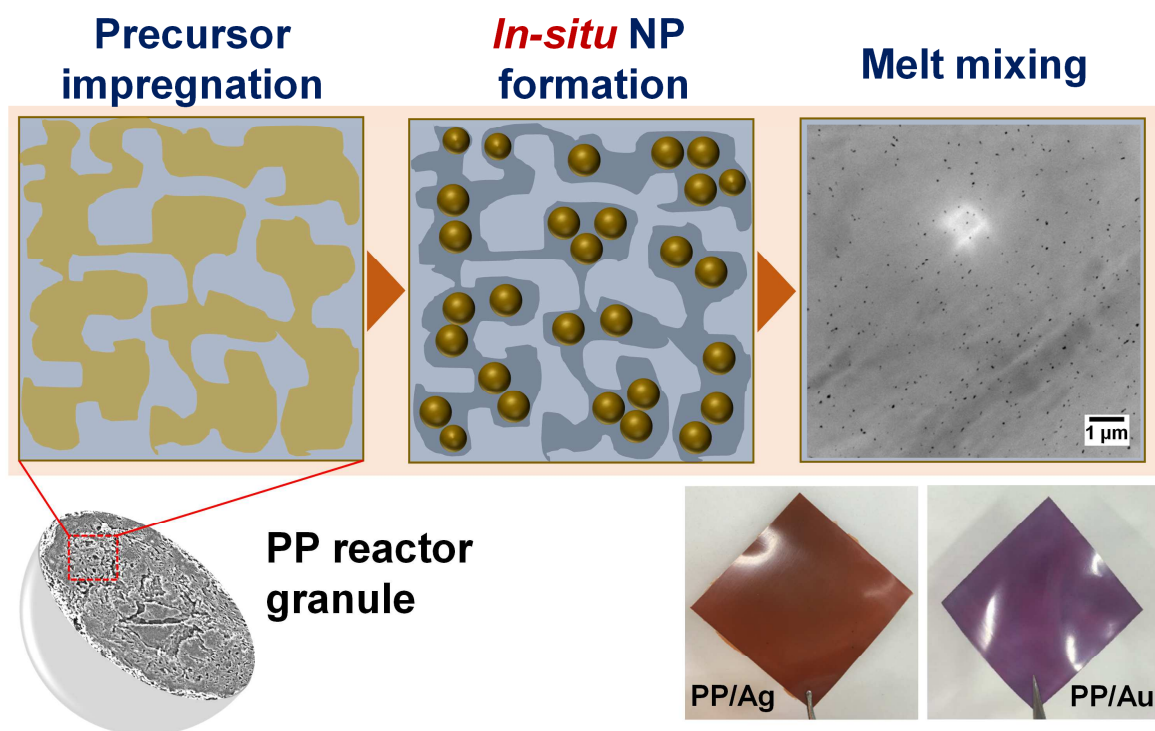 Precursor
impregnation
In-situ NP
formation
Melt mixing
1 µm
PP reactor
granule
PP/Ag
PP/Au